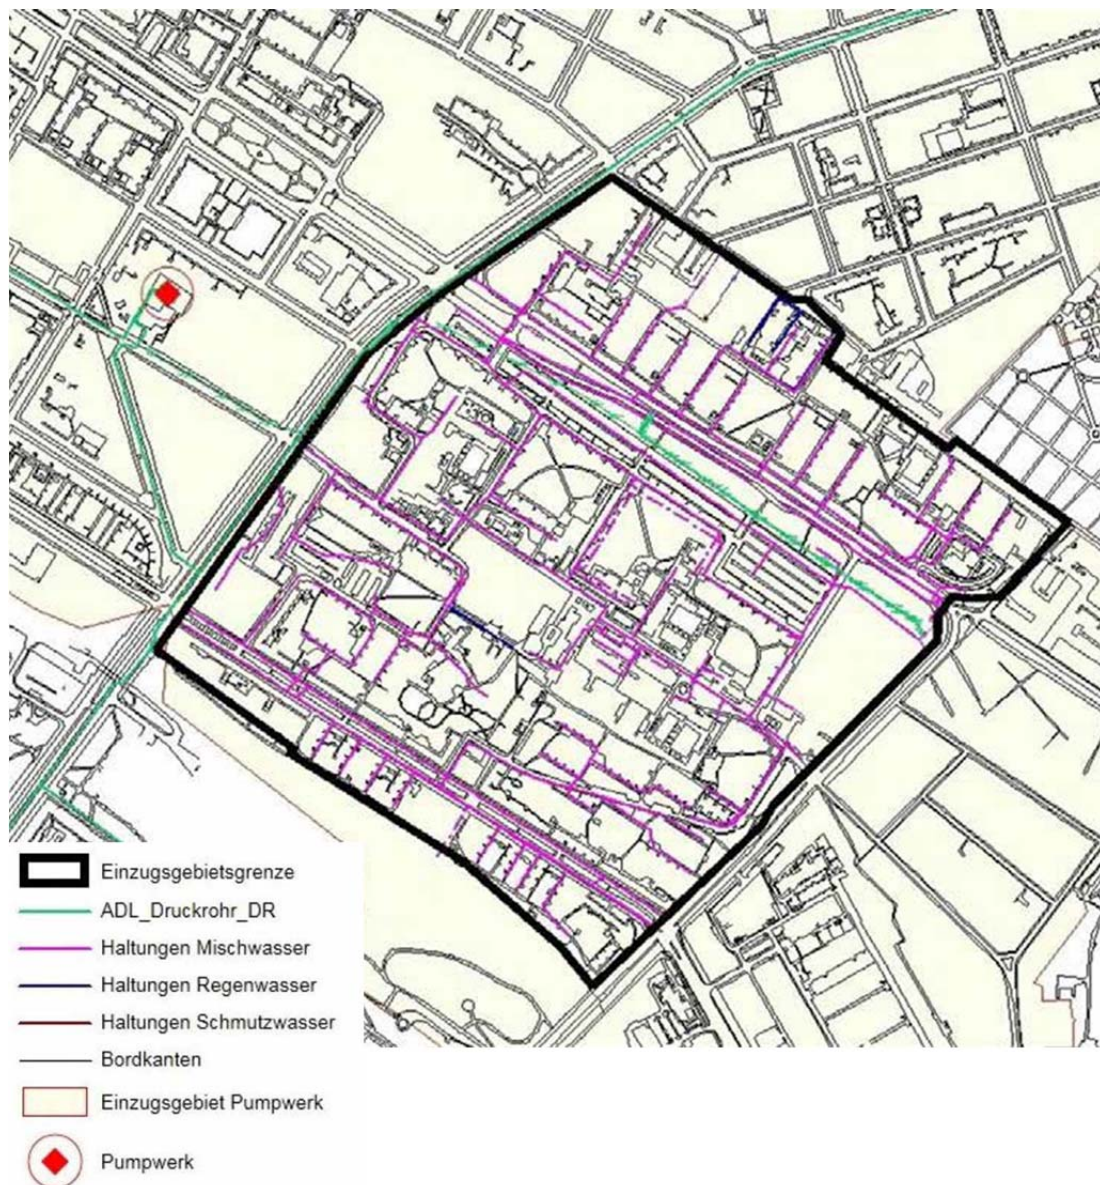 Einzugsgebietsgrenze
ADL_Druckrohr_DR
Haltungen Mischwasser
Haltungen Regenwasser
Haltungen Schmutzwasser
Bordkanten
Einzugsgebiet Pumpwerk
Pumpwerk